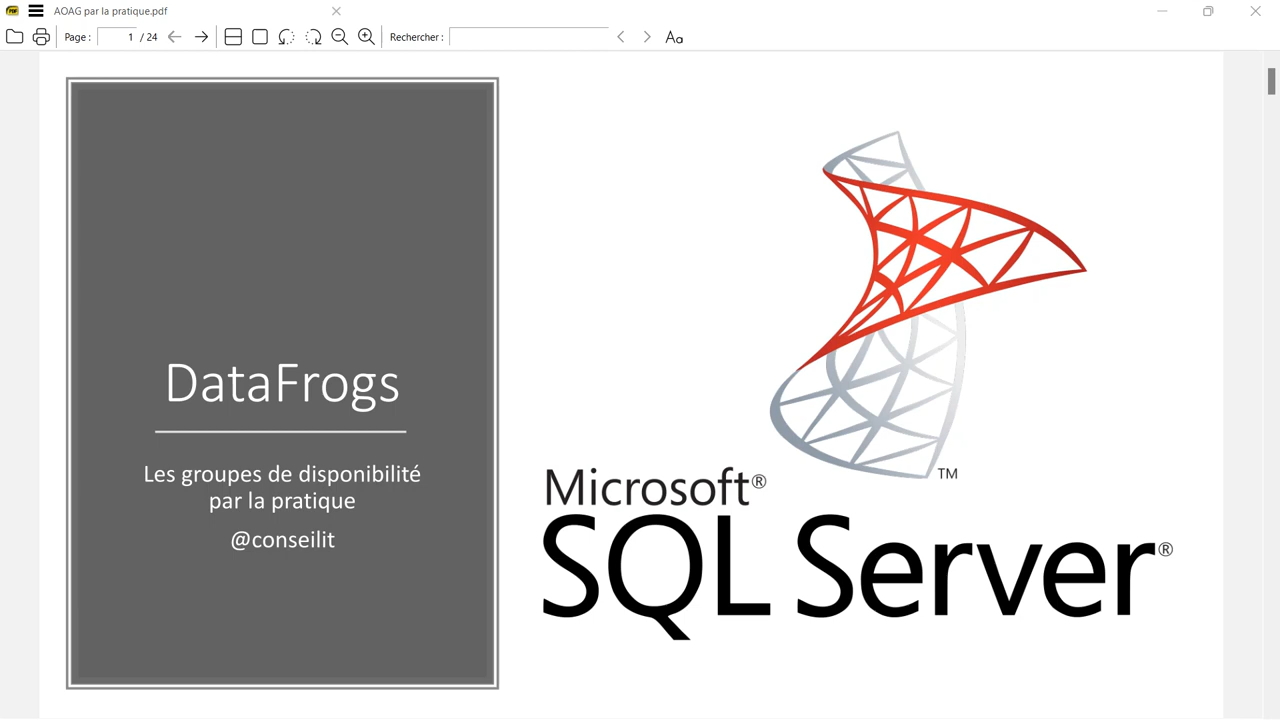 AOAG par la pratique.pdf
Page : 1 / 24
Rechercher :
Aa
DataFrogs
Les groupes de disponibilité
par la pratique
@conseilit
TM
Microsoft®
SQL Server®